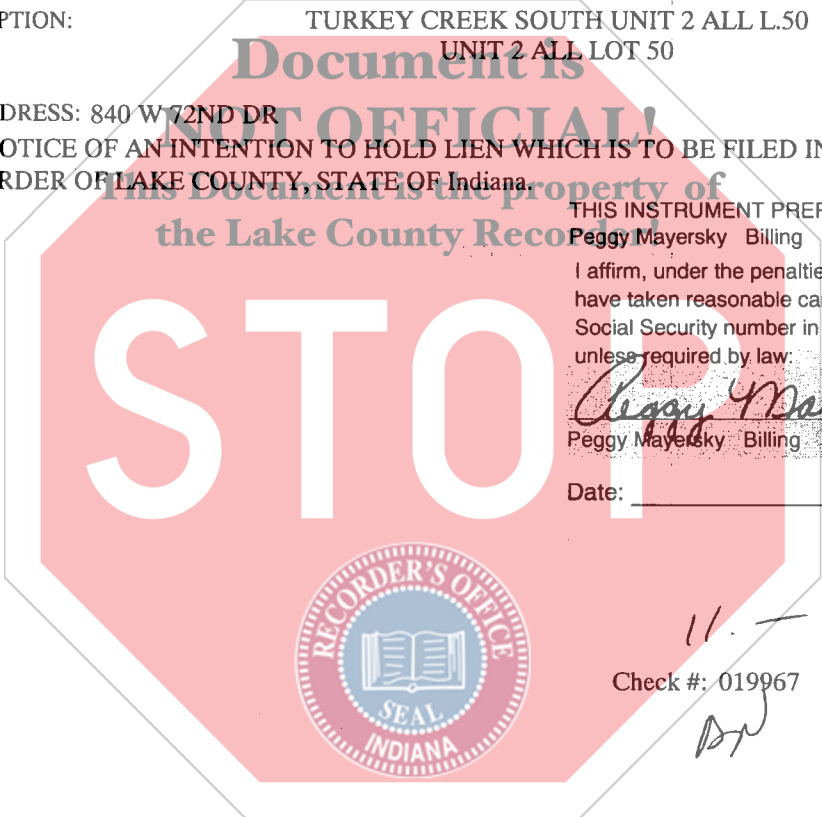 PTION: TURKEY CREEK SOUTH UNIT 2 ALL L.50
UNIT 2 ALL LOT 50
Document is
DRESS: 840 W 72ND DR
NOT OFFICIAL!
OTICE OF AN INTENTION TO HOLD LIEN WHICH IS TO BE FILED IN
RDER OF LAKE COUNTY, STATE OF Indiana.
This Document is the property of
the Lake County Recorder!
THIS INSTRUMENT PREP
Peggy Mayersky Billing
I affirm, under the penaltie
have taken reasonable ca
Social Security number in
unless required by law:
Peggy Ma
Peggy Mayersky Billing
Date:
STOP
RECORDER'S OFFICE
SEAL
INDIANA
11.—
Check #: 019967